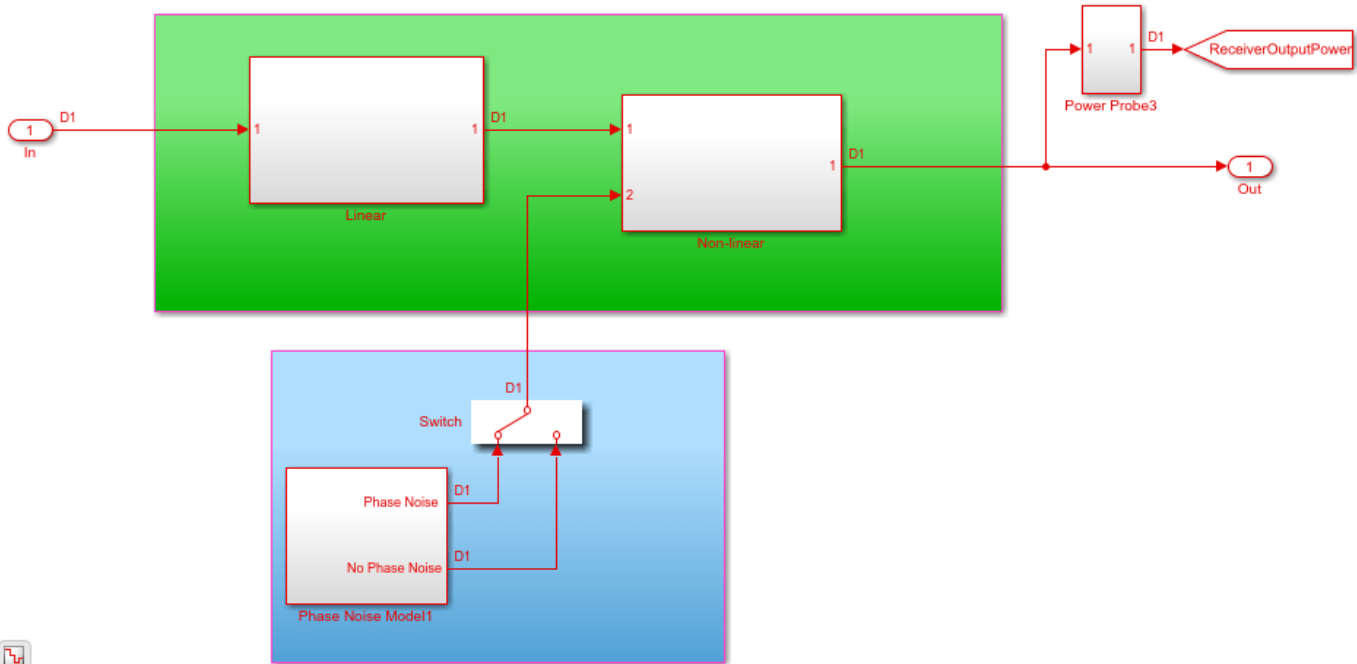 D1
1 1
ReceiverOutputPower
Power Probe3
1
In
D1
1 1
Linear
D1
1
2
1
Non-linear
D1
1
Out
D1
Switch
Phase Noise
D1
No Phase Noise
D1
Phase Noise Model1